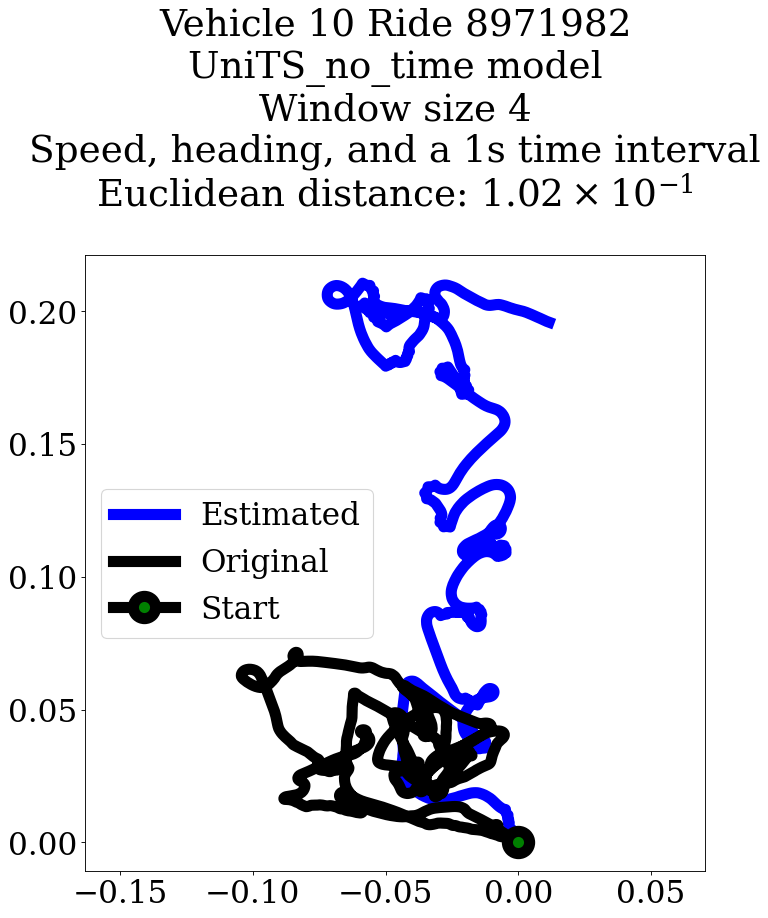 Vehicle 10 Ride 8971982
UniTS_no_time model
Window size 4
Speed, heading, and a 1s time interval
Euclidean distance: 1.02 × 10⁻¹
0.20
0.15
0.10
0.05
0.00
Estimated
Original
Start
−0.15 −0.10 −0.05 0.00 0.05